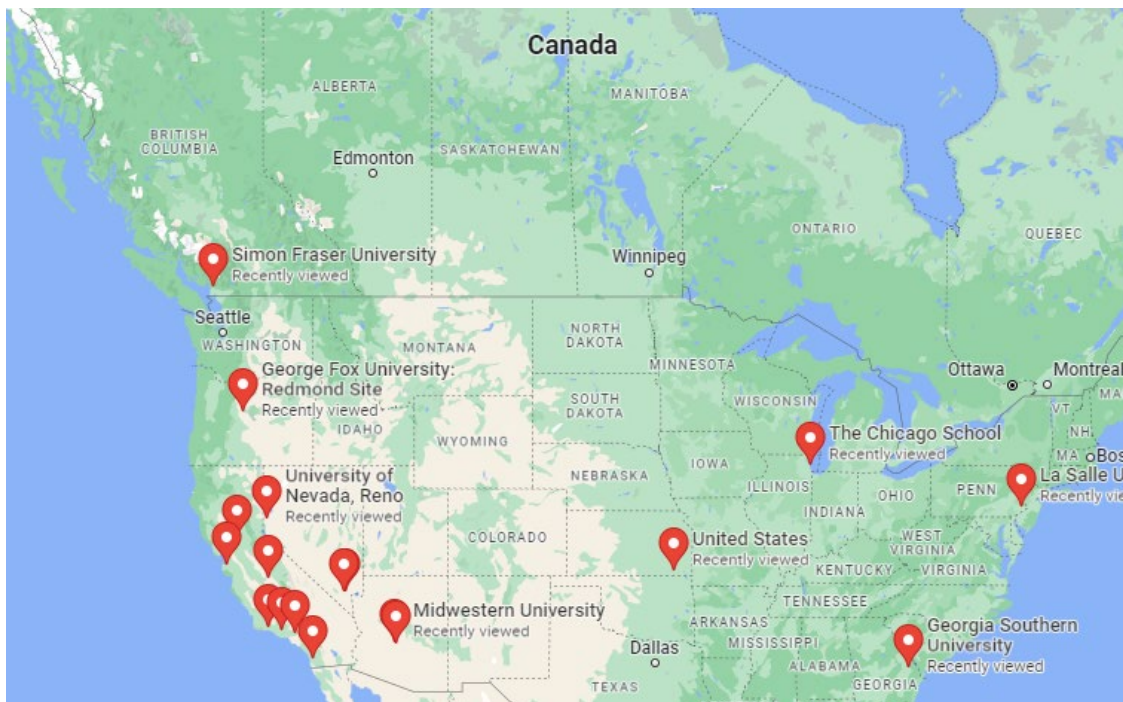 Canada
ALBERTA
MANITOBA
BRITISH
COLUMBIA
Edmonton
SASKATCHEWAN
ONTARIO
QUEBEC
Simon Fraser University
Recently viewed
Winnipeg
Seattle
WASHINGTON
NORTH
DAKOTA
MONTANA
MINNESOTA
George Fox University:
Redmond Site
Recently viewed
Ottawa
Montreal
SOUTH
DAKOTA
WISCONSIN
VT
MA
IDAHO
WYOMING
The Chicago School
Recently viewed
NH
MA
Bos
IOWA
NEBRASKA
University of
Nevada, Reno
Recently viewed
ILLINOIS
INDIANA
OHIO
PENN
La Salle U
Recently vie
COLORADO
United States
Recently viewed
WEST
VIRGINIA
KENTUCKY
VIRGINIA
TENNESSEE
Midwestern University
Recently viewed
ARKANSAS
MISSISSIPPI
Georgia Southern
University
Recently viewed
Dallas
ALABAMA
TEXAS
GEORGIA